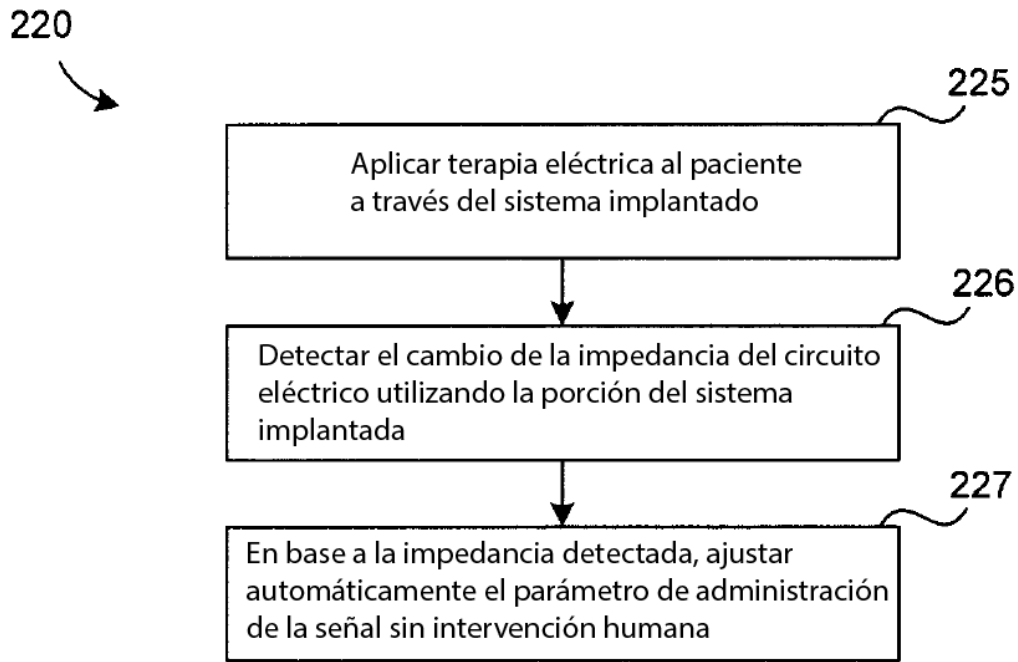 220
225
Aplicar terapia eléctrica al paciente
a través del sistema implantado
226
Detectar el cambio de la impedancia del circuito
eléctrico utilizando la porción del sistema
implantada
227
En base a la impedancia detectada, ajustar
automáticamente el parámetro de administración
de la señal sin intervención humana